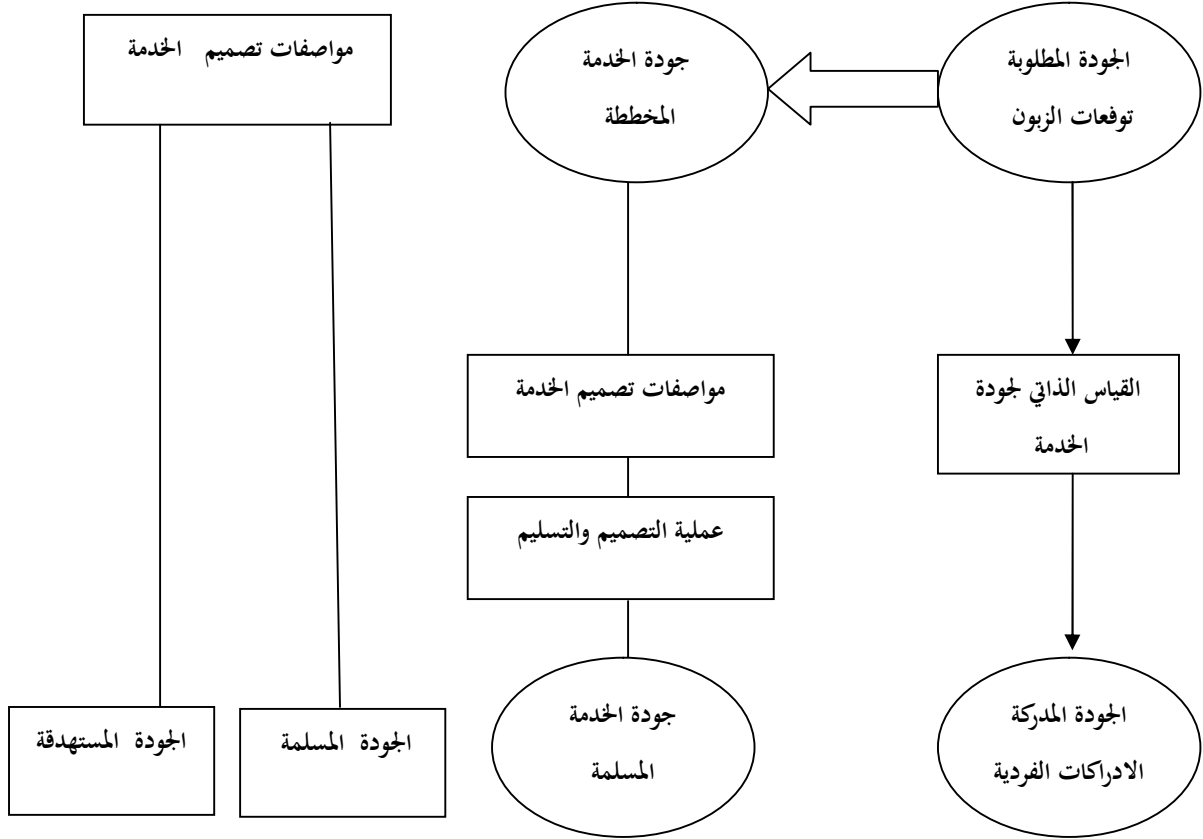 الجودة المطلوبة
توقعات الزبون
جودة الخدمة
المخططة
مواصفات تصميم الخدمة
القياس الذاتي لجودة
الخدمة
مواصفات تصميم الخدمة
عملية التصميم والتسليم
الجودة المدركة
الادراكات الفردية
جودة الخدمة
المسلمة
الجودة المسلمة
الجودة المستهدقة